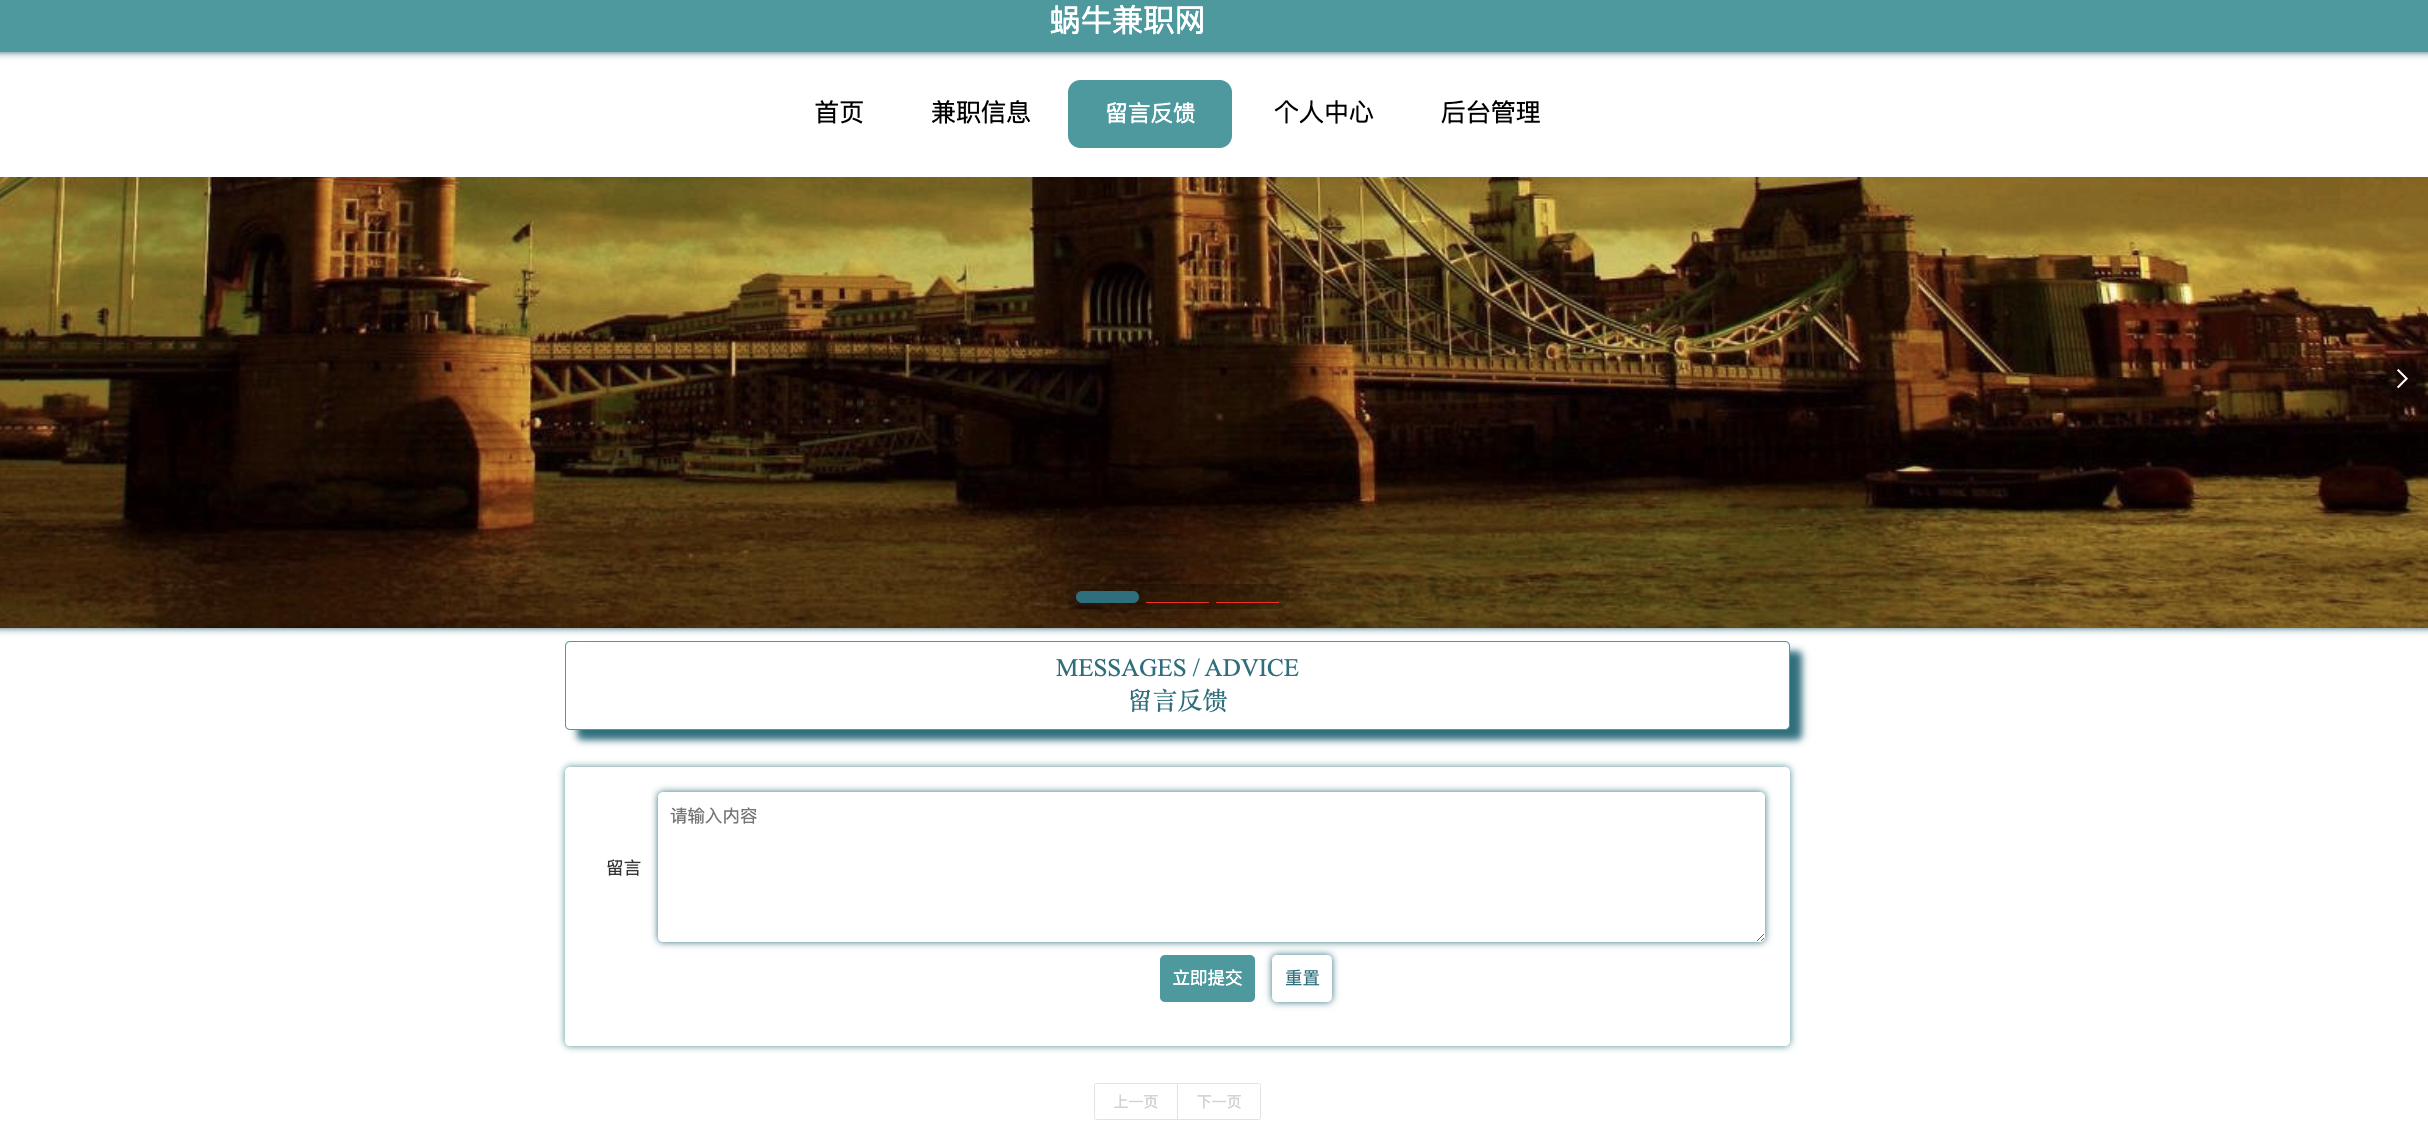 蜗牛兼职网
首页 兼职信息 留言反馈 个人中心 后台管理
MESSAGES / ADVICE
留言反馈
请输入内容
留言
立即提交 重置
上一页 下一页